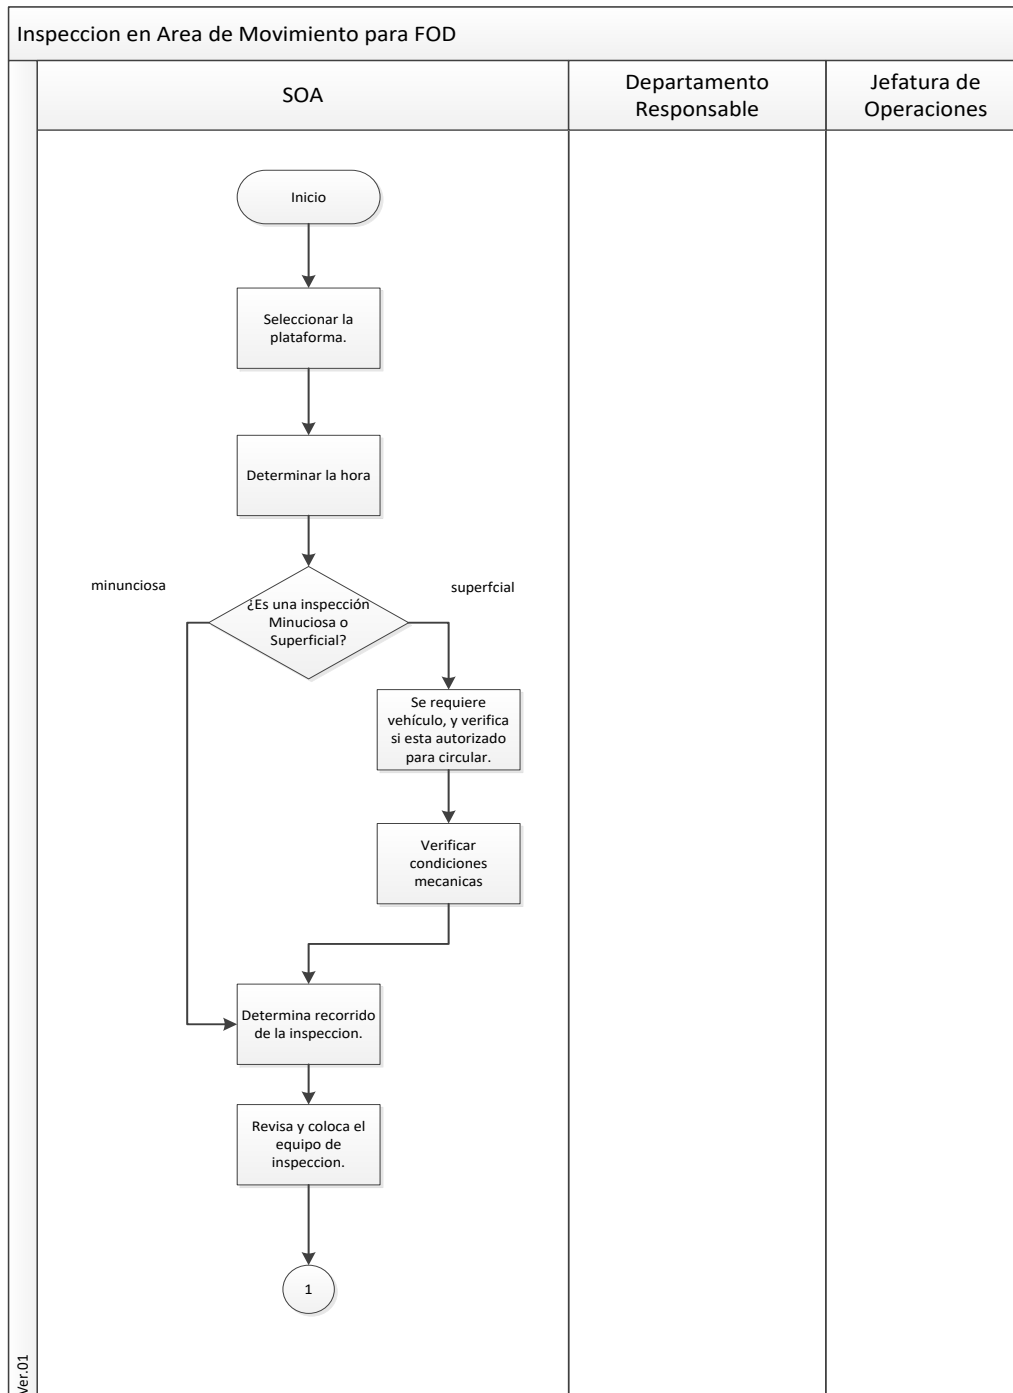 Inspeccion en Area de Movimiento para FOD
SOA
Departamento
Responsable
Jefatura de
Operaciones
Inicio
Seleccionar la
plataforma.
Determinar la hora
minunciosa
superfcial
¿Es una inspección
Minuciosa o
Superficial?
Se requiere
vehículo, y verifica
si esta autorizado
para circular.
Verificar
condiciones
mecanicas
Determina recorrido
de la inspeccion.
Revisa y coloca el
equipo de
inspeccion.
1
Ver.01